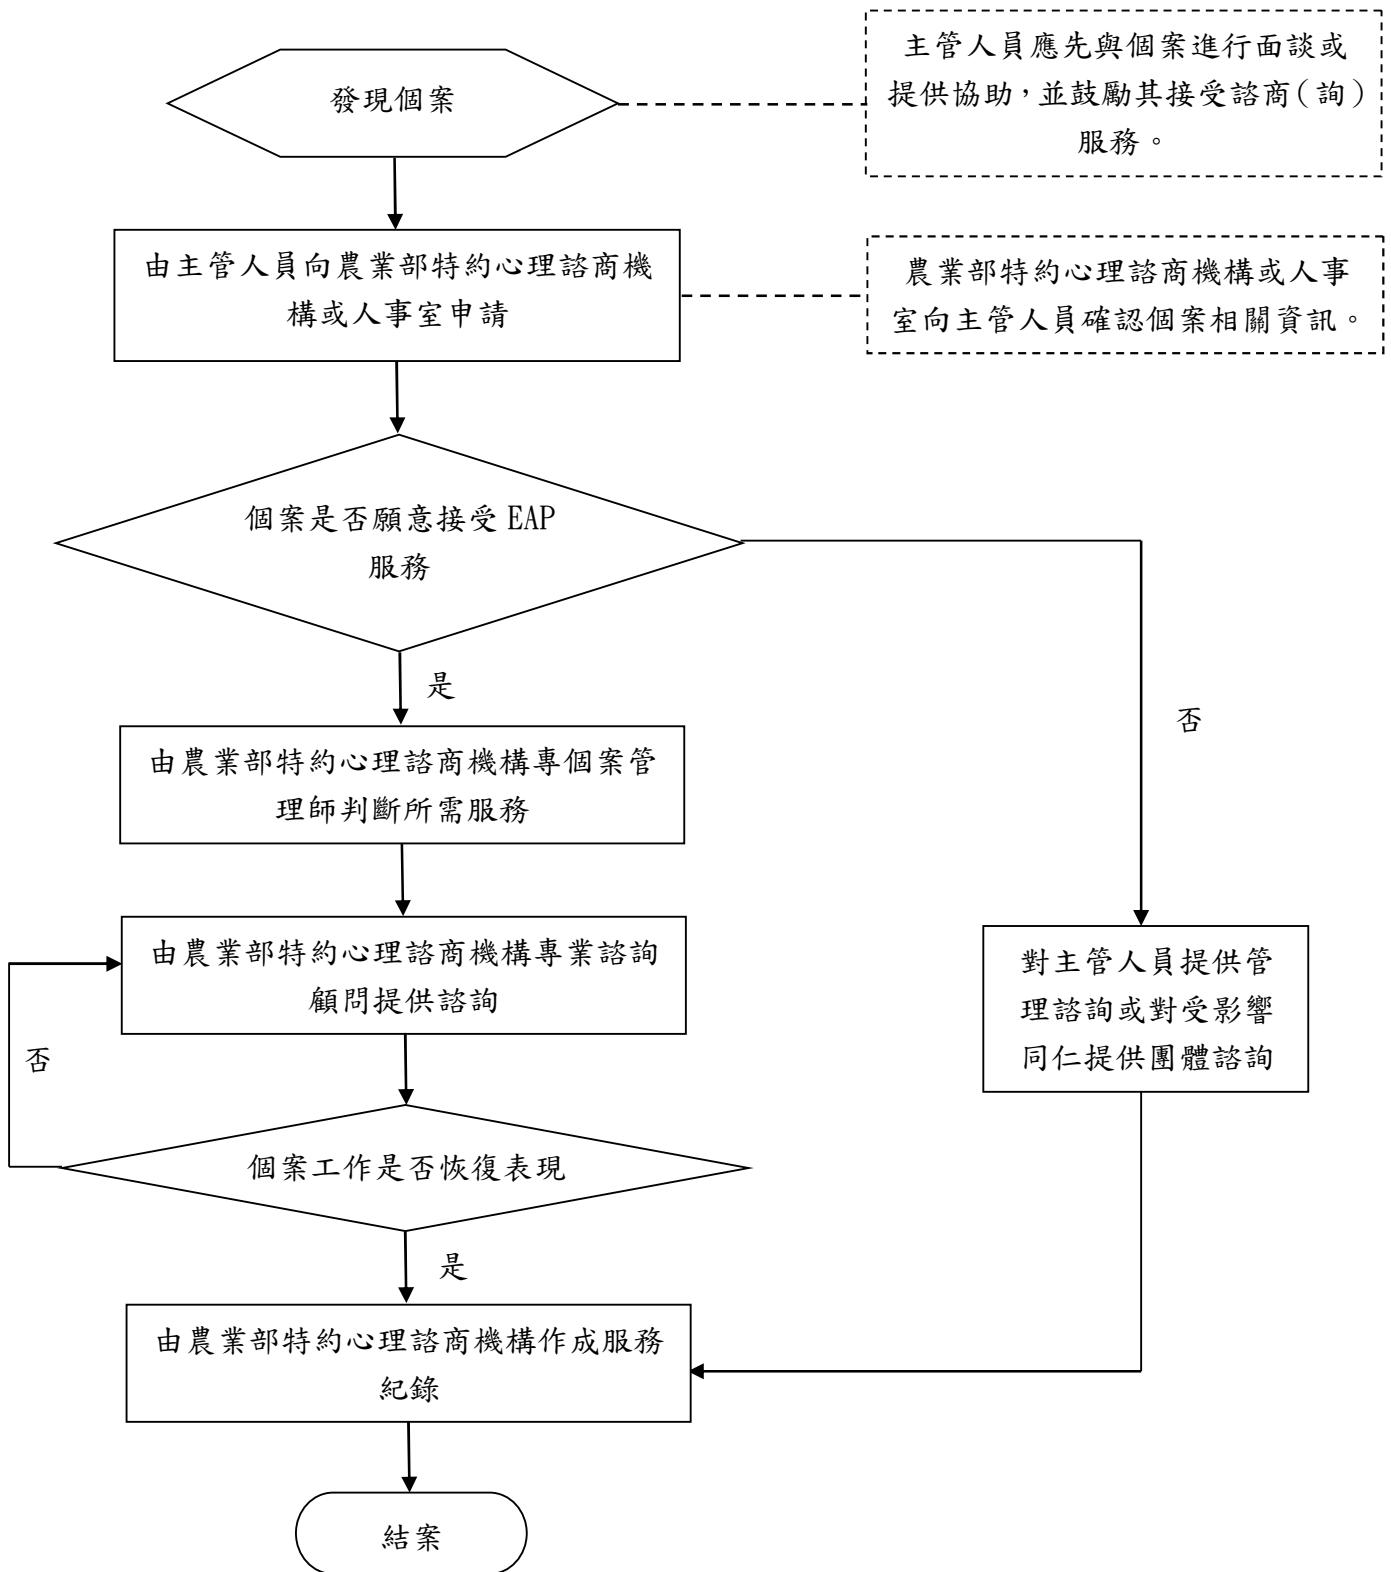 發現個案
主管人員應先與個案進行面談或
提供協助，並鼓勵其接受諮商（詢）
服務。
由主管人員向農業部特約心理諮商機
構或人事室申請
農業部特約心理諮商機構或人事
室向主管人員確認個案相關資訊。
個案是否願意接受 EAP
服務
是
否
由農業部特約心理諮商機構專個案管
理師判斷所需服務
由農業部特約心理諮商機構專業諮詢
顧問提供諮詢
對主管人員提供管
理諮詢或對受影響
同仁提供團體諮詢
否
個案工作是否恢復表現
是
由農業部特約心理諮商機構作成服務
紀錄
結案